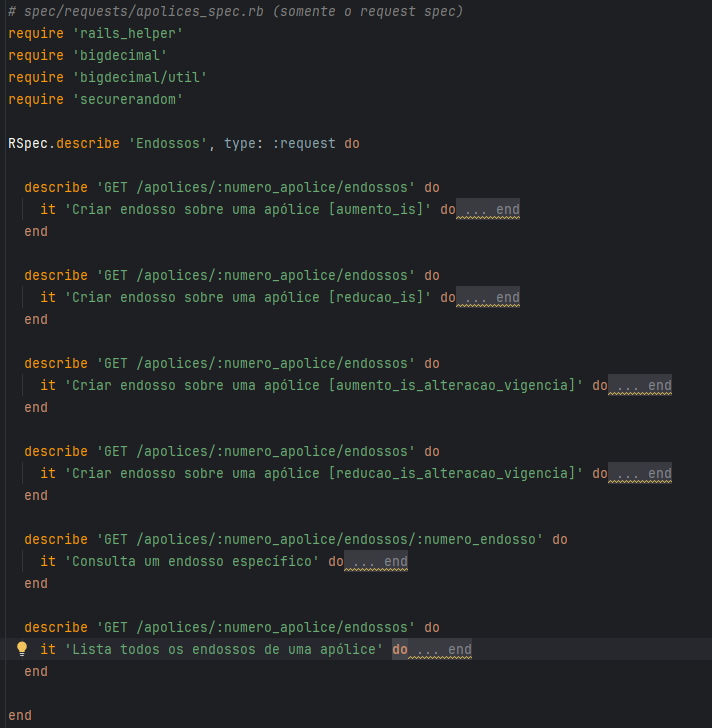 # spec/requests/apolices_spec.rb (somente o request spec)
require 'rails_helper'
require 'bigdecimal'
require 'bigdecimal/util'
require 'securerandom'
RSpec.describe 'Endossos', type: :request do
describe 'GET /apolices/:numero_apolice/endossos' do
it 'Criar endosso sobre uma apólice [aumento_is]' do ... end
end
describe 'GET /apolices/:numero_apolice/endossos' do
it 'Criar endosso sobre uma apólice [reducao_is]' do ... end
end
describe 'GET /apolices/:numero_apolice/endossos' do
it 'Criar endosso sobre uma apólice [aumento_is_alteracao_vigencia]' do ... end
end
describe 'GET /apolices/:numero_apolice/endossos' do
it 'Criar endosso sobre uma apólice [reducao_is_alteracao_vigencia]' do ... end
end
describe 'GET /apolices/:numero_apolice/endossos/:numero_endosso' do
it 'Consulta um endosso específico' do ... end
end
describe 'GET /apolices/:numero_apolice/endossos' do
it 'Lista todos os endossos de uma apólice' do ... end
end
end